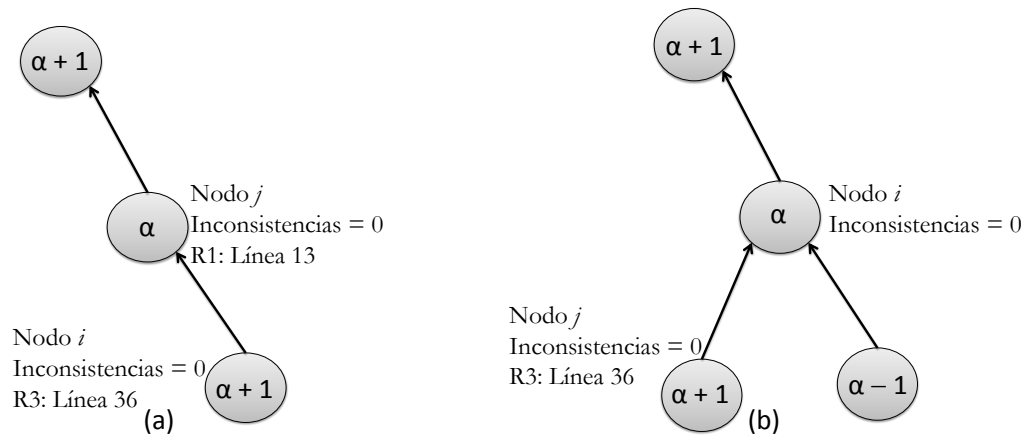 α + 1
α
Nodo j
Inconsistencias = 0
R1: Línea 13
Nodo i
Inconsistencias = 0
R3: Línea 36
α + 1
(a)
α + 1
α
Nodo i
Inconsistencias = 0
Nodo j
Inconsistencias = 0
R3: Línea 36
α + 1
α – 1
(b)